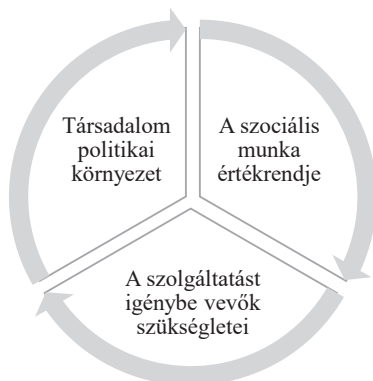 Társadalom
politikai
környezet
A szociális
munka
értékrendje
A szolgáltatást
igénybe vevők
szükségletei